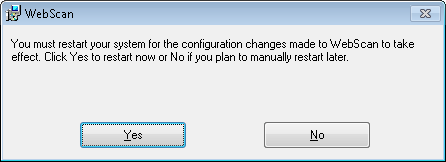 WebScan
You must restart your system for the configuration changes made to WebScan to take
effect. Click Yes to restart now or No if you plan to manually restart later.
Yes
No